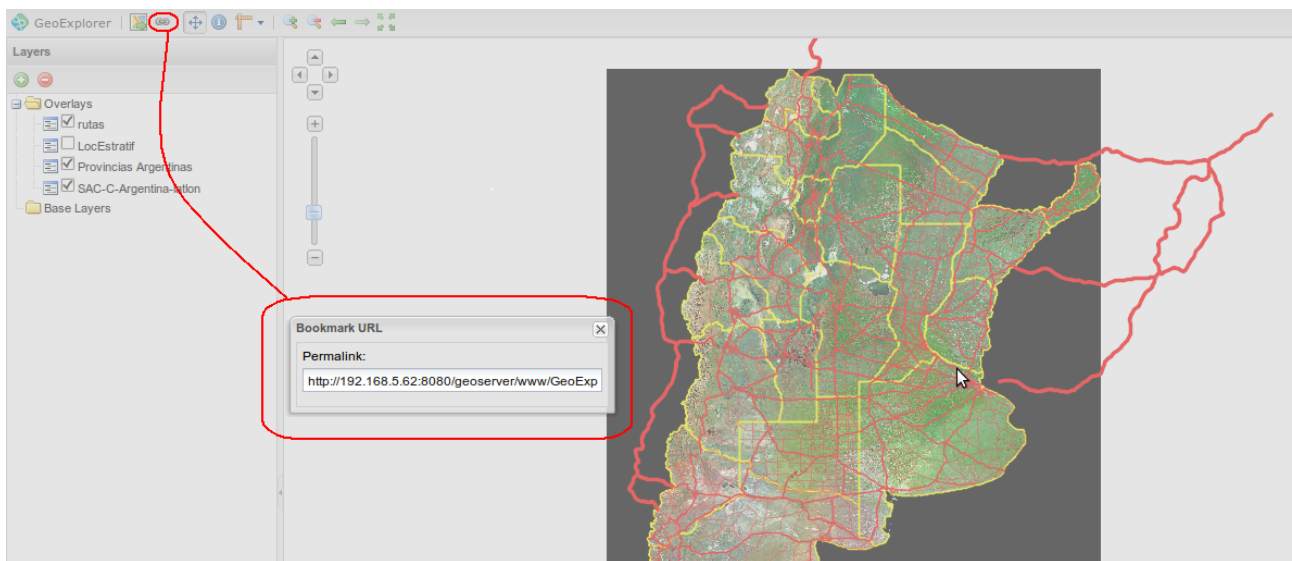 GeoExplorer
Layers
Overlays
rutas
LocEstratif
Provincias Argentinas
SAC-C-Argentina-latlon
Base Layers
Bookmark URL
Permalink:
http://192.168.5.62:8080/geoserver/www/GeoExp